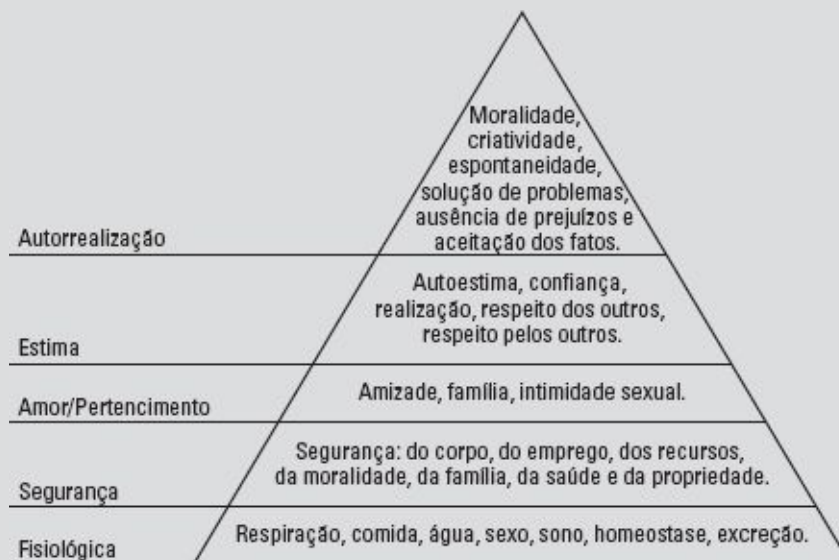 Moralidade,
criatividade,
espontaneidade,
solução de problemas,
ausência de prejuízos e
aceitação dos fatos.
Autorrealização
Autoestima, confiança,
realização, respeito dos outros,
respeito pelos outros.
Estima
Amizade, família, intimidade sexual.
Amor/Pertencimento
Segurança: do corpo, do emprego, dos recursos,
da moralidade, da família, da saúde e da propriedade.
Segurança
Respiração, comida, água, sexo, sono, homeostase, excreção.
Fisiológica